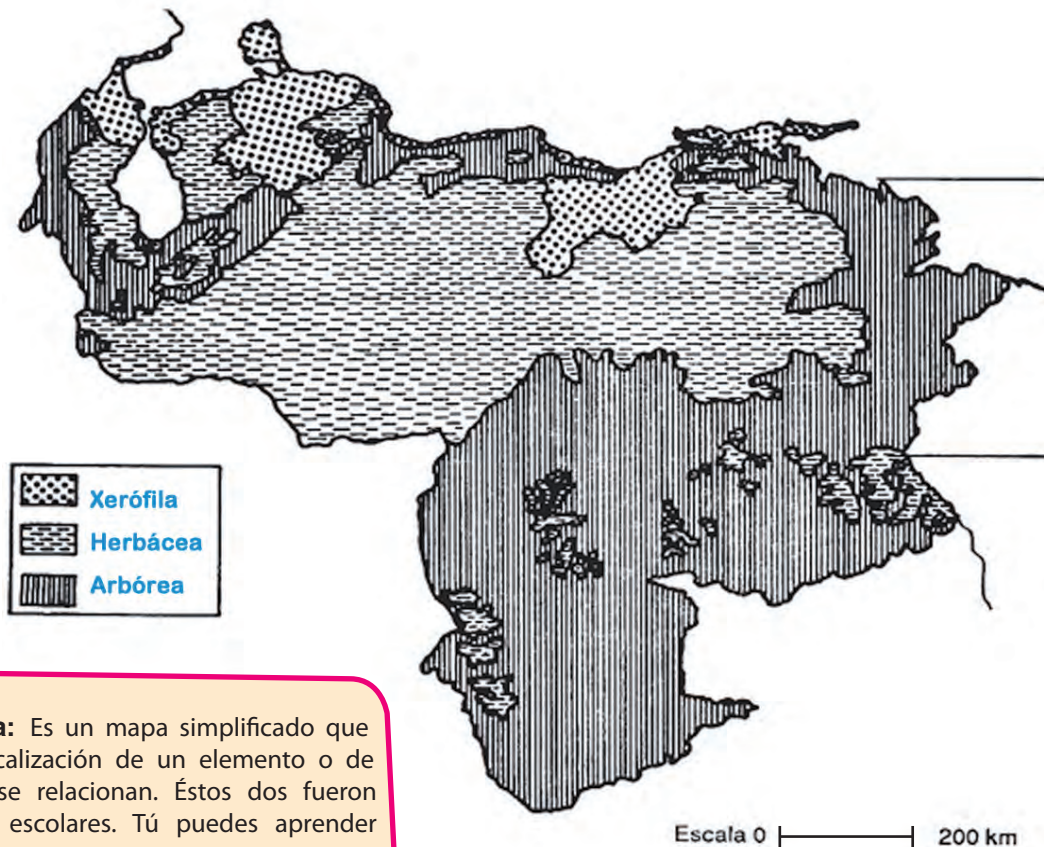 Xerófila
Herbácea
Arbórea
a: Es un mapa simplificado que
calización de un elemento o de
se relacionan. Éstos dos fueron
escolares. Tú puedes aprender
Escala 0 200 km